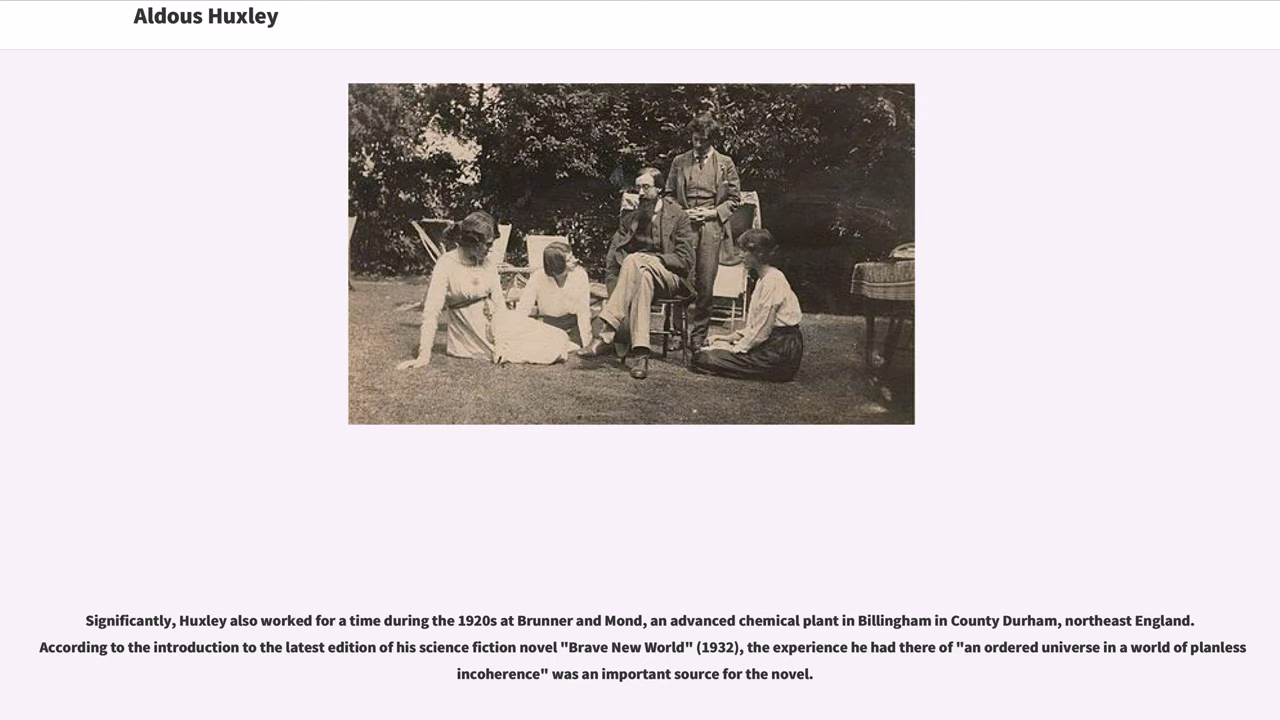 Aldous Huxley
Significantly, Huxley also worked for a time during the 1920s at Brunner and Mond, an advanced chemical plant in Billingham in County Durham, northeast England.
According to the introduction to the latest edition of his science fiction novel "Brave New World" (1932), the experience he had there of "an ordered universe in a world of planless
incoherence" was an important source for the novel.